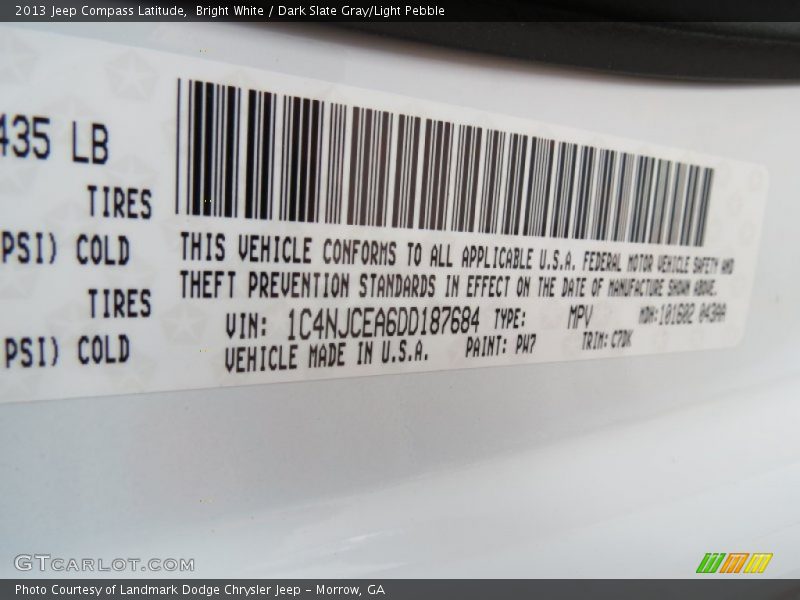 2013 Jeep Compass Latitude, Bright White / Dark Slate Gray/Light Pebble
435 LB
TIRES
PSI) COLD
TIRES
PSI) COLD
THIS VEHICLE CONFORMS TO ALL APPLICABLE U.S.A. FEDERAL MOTOR VEHICLE SAFETY AND
THEFT PREVENTION STANDARDS IN EFFECT ON THE DATE OF MANUFACTURE SHOWN ABOVE.
VIN: 1C4NJCEA6DD187684 TYPE: MPV MDH:101602 043AA
VEHICLE MADE IN U.S.A. PAINT: PW7 TRIM: C7DK
GTCARLOT.COM
Photo Courtesy of Landmark Dodge Chrysler Jeep – Morrow, GA